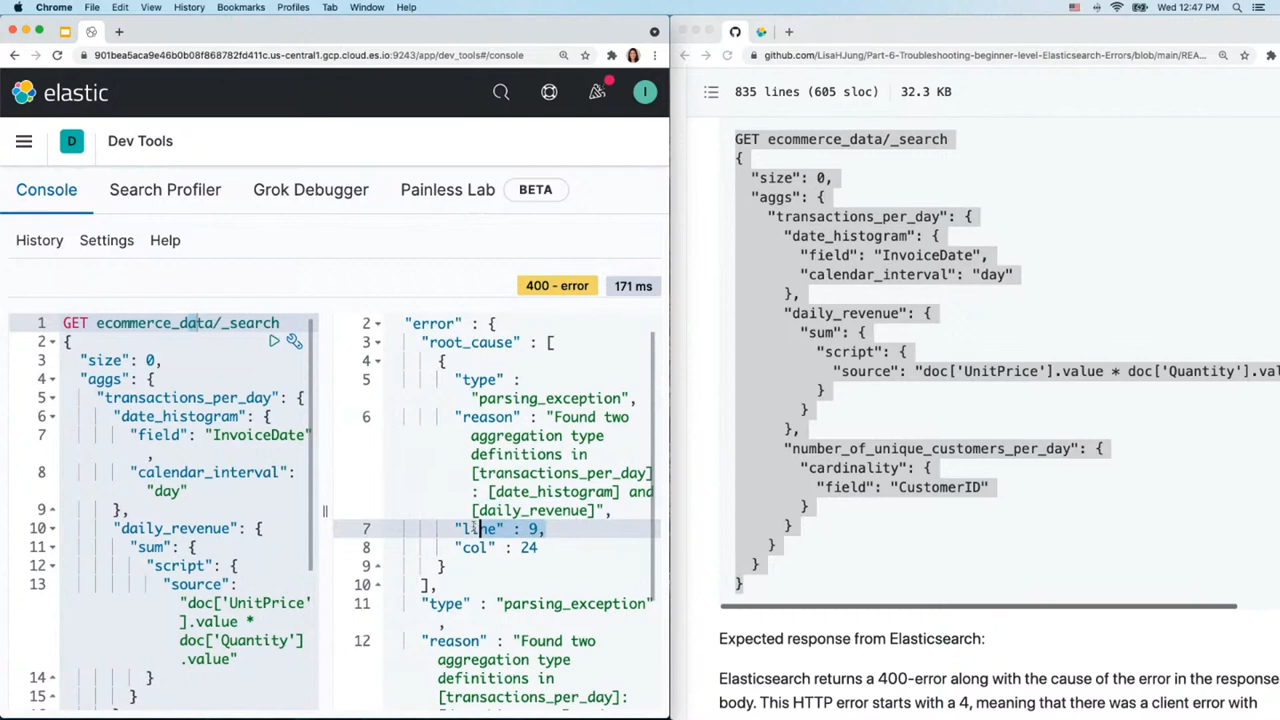 Chrome File Edit View History Bookmarks Profiles Tab Window Help
Wed 12:47 PM
901bea5aca9e46b0b08f868782fd411c.us-central1.gcp.cloud.es.io:9243/app/dev_tools#/console
elastic
I
D
Dev Tools
Console Search Profiler Grok Debugger Painless Lab BETA
History Settings Help
400 - error 171 ms
1 GET ecommerce_data/_search
2 {
3 "size": 0,
4 "aggs": {
5 "transactions_per_day": {
6 "date_histogram": {
7 "field": "InvoiceDate"
,
8 "calendar_interval":
"day"
9 },
10 "daily_revenue": {
11 "sum": {
12 "script": {
13 "source":
"doc['UnitPrice'
].value *
doc['Quantity']
.value"
14 }
15 }
2 "error" : {
3 "root_cause" : [
4 {
5 "type" :
"parsing_exception",
6 "reason" : "Found two
aggregation type
definitions in
[transactions_per_day]
: [date_histogram] and
[daily_revenue]",
7 "line" : 9,
8 "col" : 24
9 }
10 ],
11 "type" : "parsing_exception"
,
12 "reason" : "Found two
aggregation type
definitions in
[transactions_per_day]:
github.com/LisaHJung/Part-6-Troubleshooting-beginner-level-Elasticsearch-Errors/blob/main/REA...
835 lines (605 sloc) 32.3 KB
GET ecommerce_data/_search
{
"size": 0,
"aggs": {
"transactions_per_day": {
"date_histogram": {
"field": "InvoiceDate",
"calendar_interval": "day"
},
"daily_revenue": {
"sum": {
"script": {
"source": "doc['UnitPrice'].value * doc['Quantity'].va
}
}
},
"number_of_unique_customers_per_day": {
"cardinality": {
"field": "CustomerID"
}
}
}
}
}
Expected response from Elasticsearch:
Elasticsearch returns a 400-error along with the cause of the error in the response
body. This HTTP error starts with a 4, meaning that there was a client error with